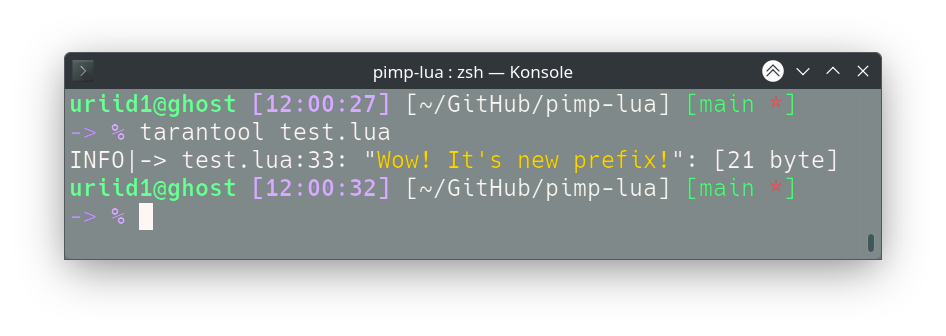 pimp-lua : zsh — Konsole
uriid1@ghost [12:00:27] [~/GitHub/pimp-lua] [main *]
-> % tarantool test.lua
INFO|-> test.lua:33: "Wow! It's new prefix!": [21 byte]
uriid1@ghost [12:00:32] [~/GitHub/pimp-lua] [main *]
-> %